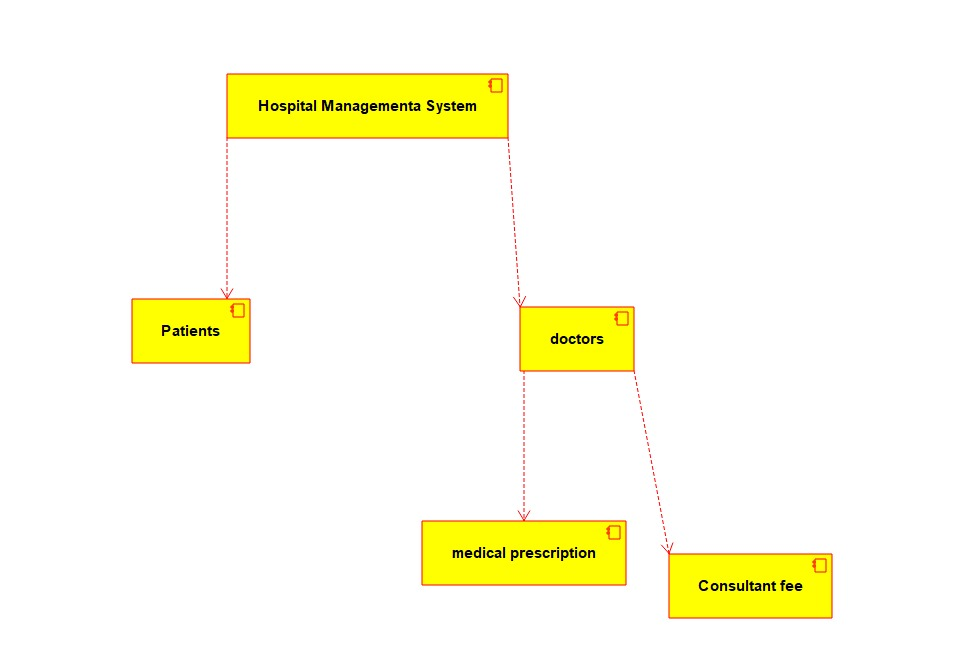 Hospital Managementa System
Patients
doctors
medical prescription
Consultant fee